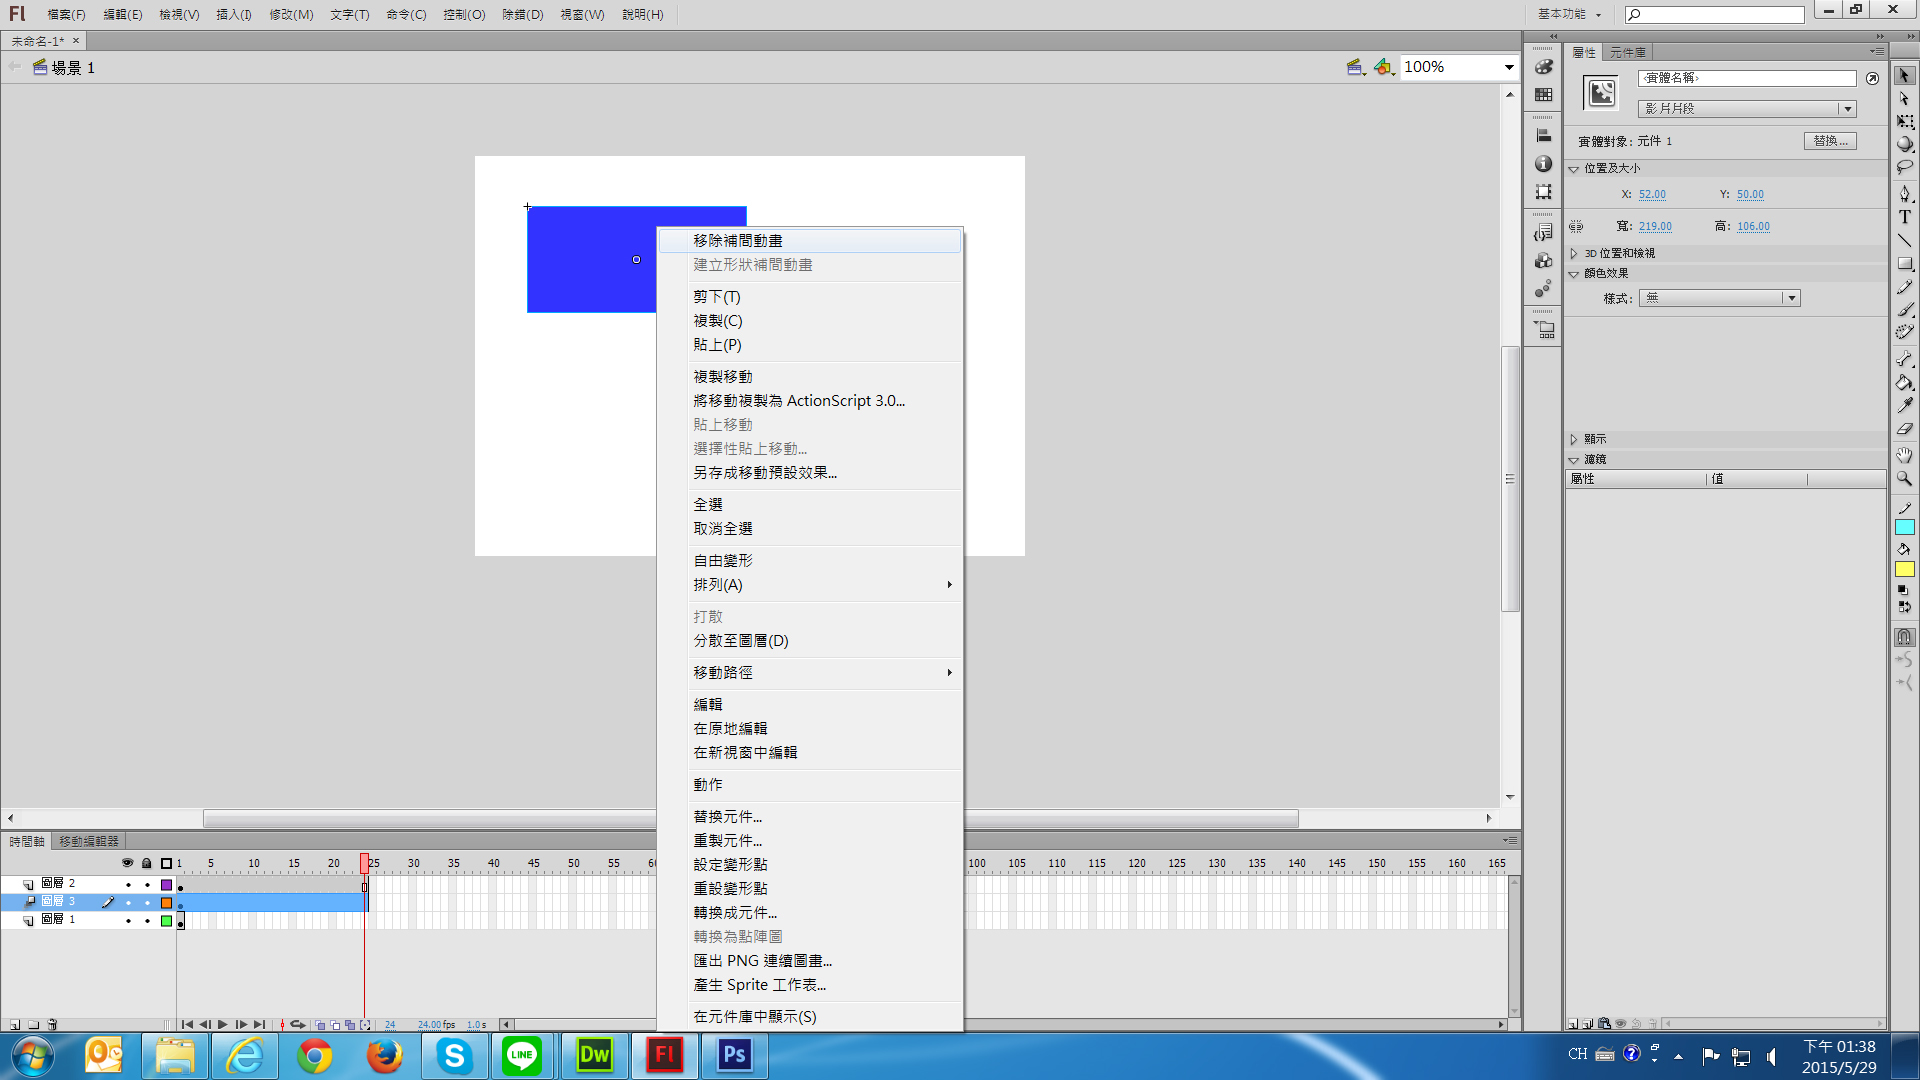 Fl 檔案(F) 編輯(E) 檢視(V) 插入(I) 修改(M) 文字(T) 命令(C) 控制(O) 除錯(D) 視窗(W) 說明(H) 基本功能
未命名-1* ×
場景 1 100%
屬性 元件庫
<實體名稱>
影片片段
實體對象: 元件 1 替換...
位置及大小
X: 52.00 Y: 50.00
寬: 219.00 高: 106.00
3D 位置和檢視
顏色效果
樣式: 無
顯示
濾鏡
屬性 值
移除補間動畫
建立形狀補間動畫
剪下(T)
複製(C)
貼上(P)
複製移動
將移動複製為 ActionScript 3.0...
貼上移動
選擇性貼上移動...
另存成移動預設效果...
全選
取消全選
自由變形
排列(A)
打散
分散至圖層(D)
移動路徑
編輯
在原地編輯
在新視窗中編輯
動作
替換元件...
重製元件...
設定變形點
重設變形點
轉換成元件...
轉換為點陣圖
匯出 PNG 連續圖畫...
產生 Sprite 工作表...
在元件庫中顯示(S)
時間軸 移動編輯器
1 5 10 15 20 25 30 35 40 45 50 55 100 105 110 115 120 125 130 135 140 145 150 155 160 165
圖層 2
圖層 3
圖層 1
24 24.00 fps 1.0 s
LINE Dw Fl Ps
CH
下午 01:38
2015/5/29